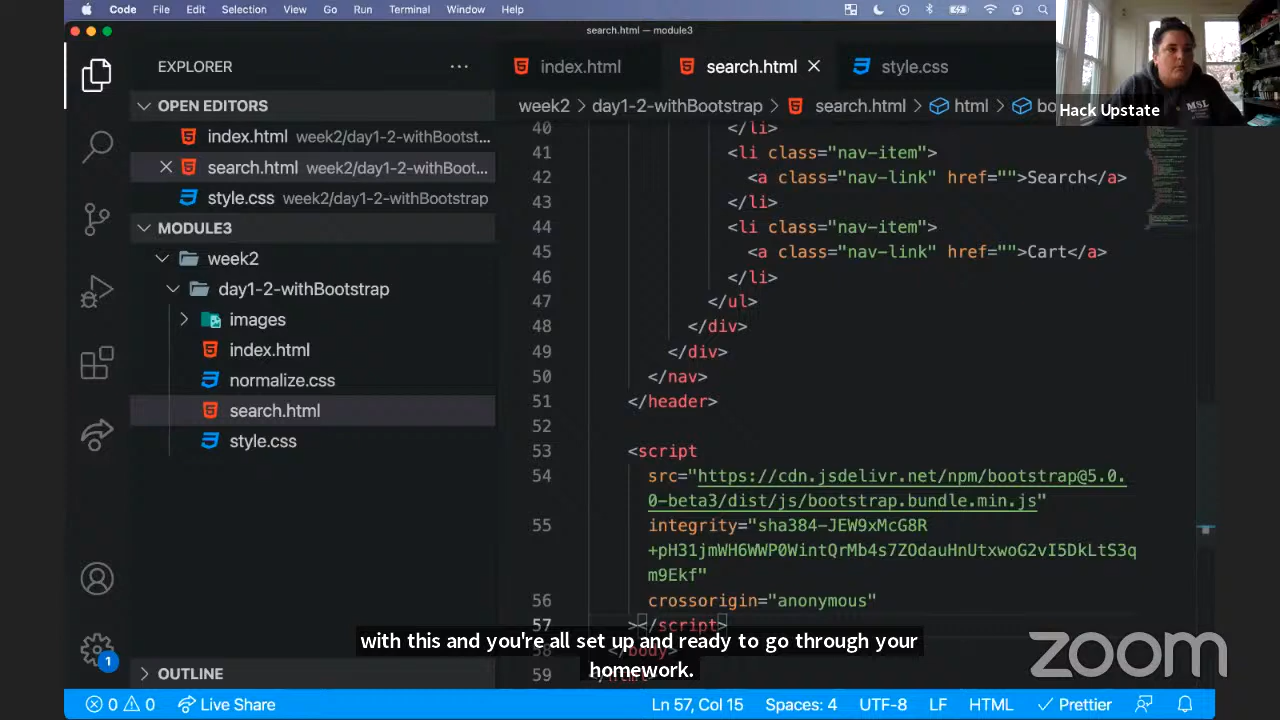 Code File Edit Selection View Go Run Terminal Window Help
search.html — module3
EXPLORER
index.html
search.html
style.css
Hack Upstate
MSL
OPEN EDITORS
index.html week2/day1-2-withBootst...
search.html week2/day1-2-withBoo...
style.css week2/day1-2-withBootstrap
MODULE3
week2
day1-2-withBootstrap
images
index.html
normalize.css
search.html
style.css
OUTLINE
1
week2 > day1-2-withBootstrap > search.html > html > bo
40 </li>
41 <li class="nav-item">
42 <a class="nav-link" href="">Search</a>
43 </li>
44 <li class="nav-item">
45 <a class="nav-link" href="">Cart</a>
46 </li>
47 </ul>
48 </div>
49 </div>
50 </nav>
51 </header>
52
53 <script
54 src="https://cdn.jsdelivr.net/npm/bootstrap@5.0.
0-beta3/dist/js/bootstrap.bundle.min.js"
55 integrity="sha384-JEW9xMcG8R
+pH31jmWH6WWP0WintQrMb4s7ZOdauHnUtxwoG2vI5DkLtS3q
m9Ekf"
56 crossorigin="anonymous"
57 ></script>
58 </body>
59
with this and you're all set up and ready to go through your
homework.
zoom
0 0 Live Share Ln 57, Col 15 Spaces: 4 UTF-8 LF HTML Prettier